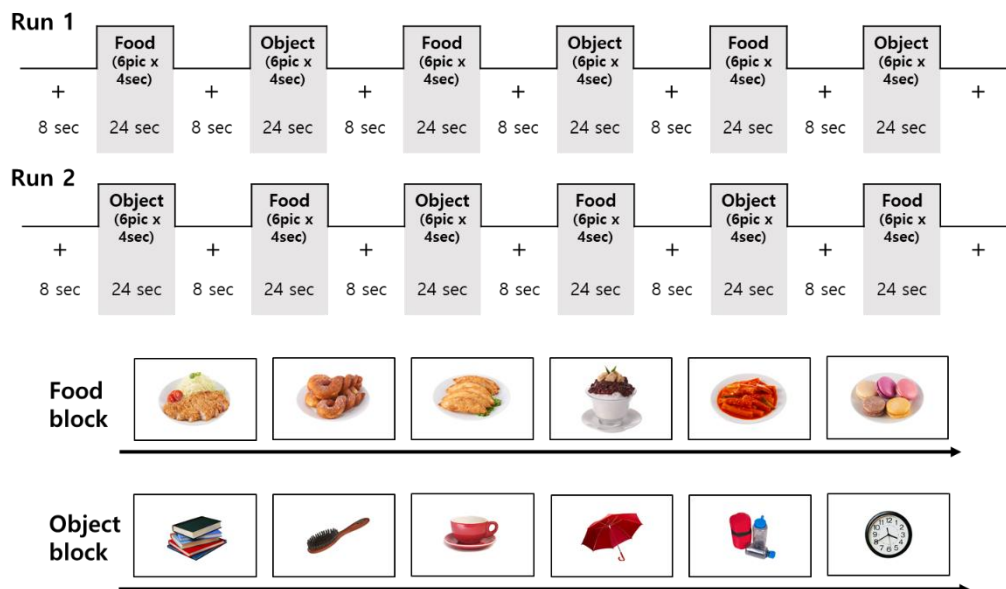 Run 1
Food Object Food Object Food Object
(6pic x (6pic x (6pic x (6pic x (6pic x (6pic x
4sec) 4sec) 4sec) 4sec) 4sec) 4sec)
+ + + + + + +
8 sec 24 sec 8 sec 24 sec 8 sec 24 sec 8 sec 24 sec 8 sec 24 sec 8 sec 24 sec
Run 2
Object Food Object Food Object Food
(6pic x (6pic x (6pic x (6pic x (6pic x (6pic x
4sec) 4sec) 4sec) 4sec) 4sec) 4sec)
+ + + + + + +
8 sec 24 sec 8 sec 24 sec 8 sec 24 sec 8 sec 24 sec 8 sec 24 sec 8 sec 24 sec
Food
block
Object
block